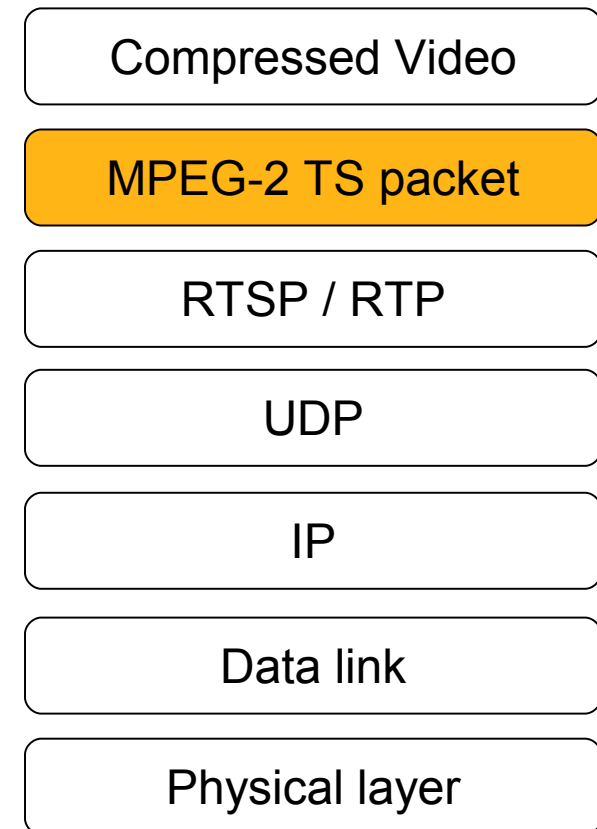 Compressed Video
MPEG-2 TS packet
RTSP / RTP
UDP
IP
Data link
Physical layer